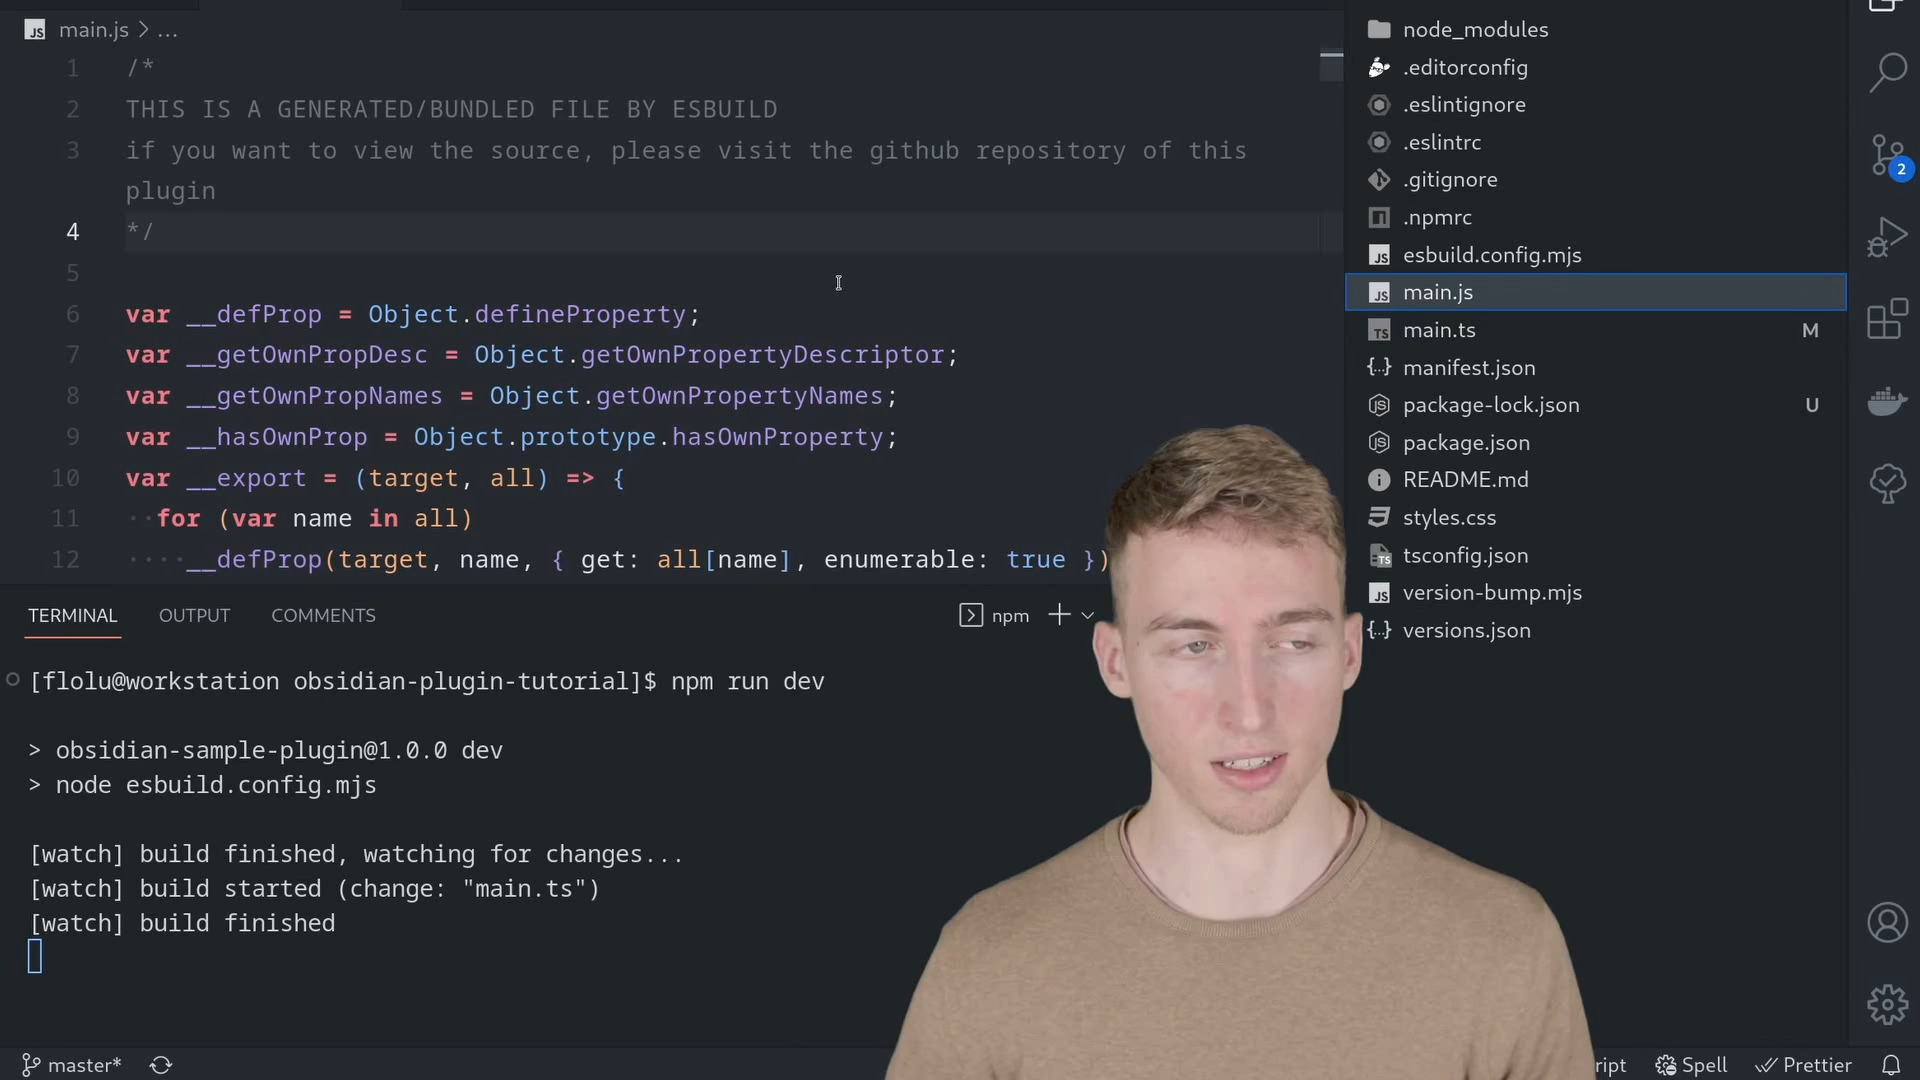 main.js > ...
1 /*
2 THIS IS A GENERATED/BUNDLED FILE BY ESBUILD
3 if you want to view the source, please visit the github repository of this
plugin
4 */
5
6 var __defProp = Object.defineProperty;
7 var __getOwnPropDesc = Object.getOwnPropertyDescriptor;
8 var __getOwnPropNames = Object.getOwnPropertyNames;
9 var __hasOwnProp = Object.prototype.hasOwnProperty;
10 var __export = (target, all) => {
11 ··for (var name in all)
12 ····__defProp(target, name, { get: all[name], enumerable: true })
TERMINAL OUTPUT COMMENTS
npm
[flolu@workstation obsidian-plugin-tutorial]$ npm run dev
> obsidian-sample-plugin@1.0.0 dev
> node esbuild.config.mjs
[watch] build finished, watching for changes...
[watch] build started (change: "main.ts")
[watch] build finished
node_modules
.editorconfig
.eslintignore
.eslintrc
.gitignore
.npmrc
JS esbuild.config.mjs
JS main.js
TS main.ts M
{..} manifest.json
package-lock.json U
package.json
README.md
styles.css
tsconfig.json
JS version-bump.mjs
{..} versions.json
2
master*
ript
Spell
Prettier